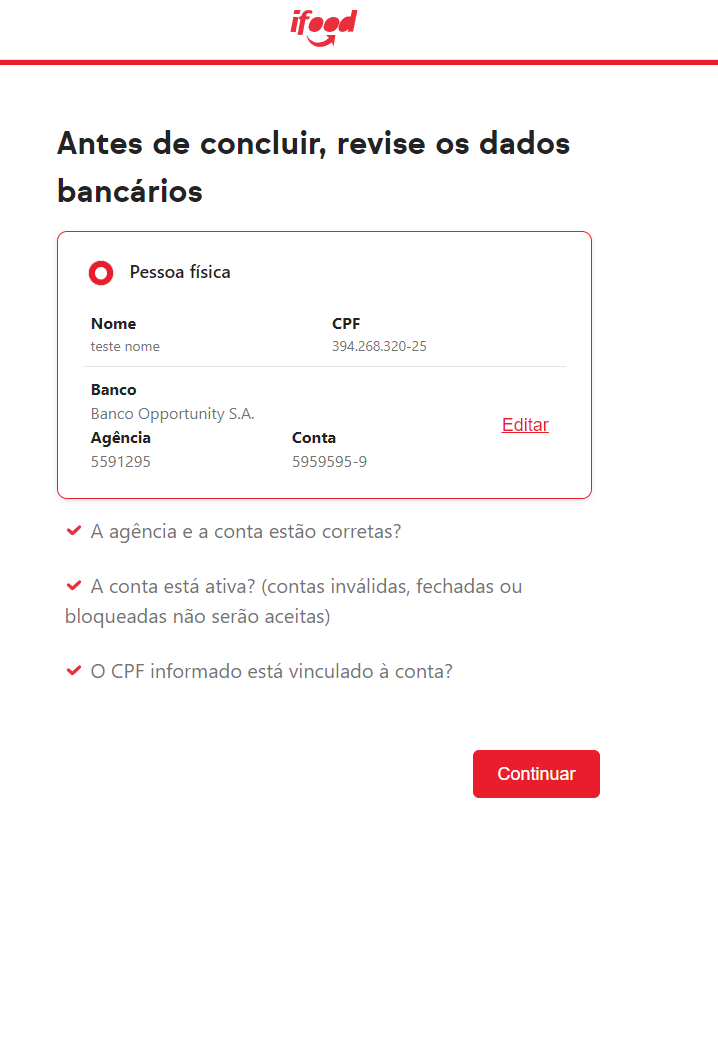 ifood
Antes de concluir, revise os dados
bancários
Pessoa física
Nome CPF
teste nome 394.268.320-25
Banco
Banco Opportunity S.A.
Editar
Agência Conta
5591295 5959595-9
A agência e a conta estão corretas?
A conta está ativa? (contas inválidas, fechadas ou
bloqueadas não serão aceitas)
O CPF informado está vinculado à conta?
Continuar